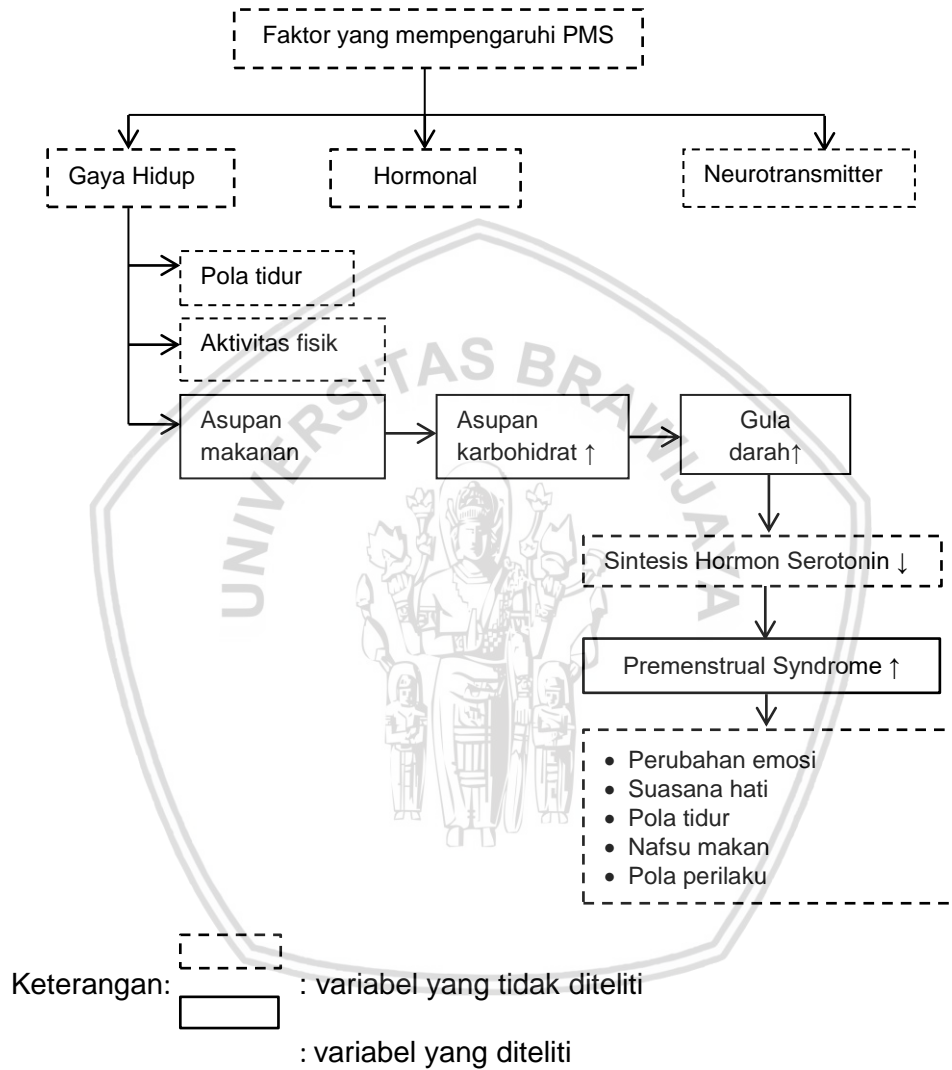 Faktor yang mempengaruhi PMS
Gaya Hidup
Hormonal
Neurotransmitter
Pola tidur
Aktivitas fisik
UNIVERSITAS BRAWIJAYA
Asupan
makanan
Asupan
karbohidrat ↑
Gula
darah↑
Sintesis Hormon Serotonin ↓
Premenstrual Syndrome ↑
• Perubahan emosi
• Suasana hati
• Pola tidur
• Nafsu makan
• Pola perilaku
Keterangan: : variabel yang tidak diteliti
: variabel yang diteliti